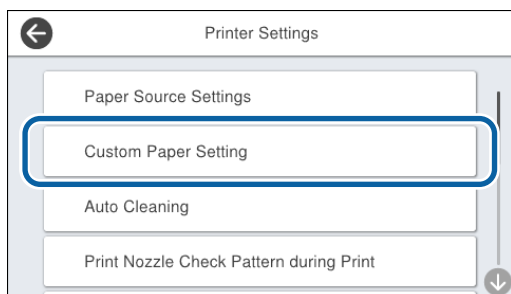 Printer Settings
Paper Source Settings
Custom Paper Setting
Auto Cleaning
Print Nozzle Check Pattern during Print